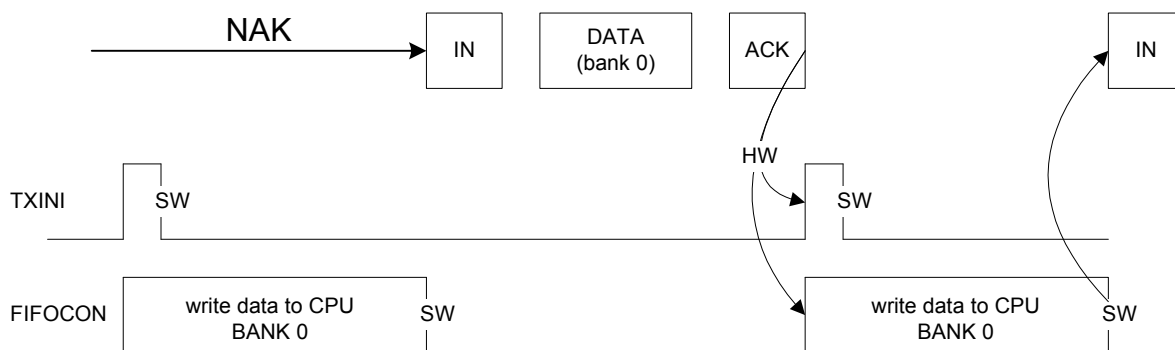 NAK
IN
DATA
(bank 0)
ACK
IN
HW
TXINI
SW
SW
FIFOCON
write data to CPU
BANK 0
SW
write data to CPU
BANK 0
SW